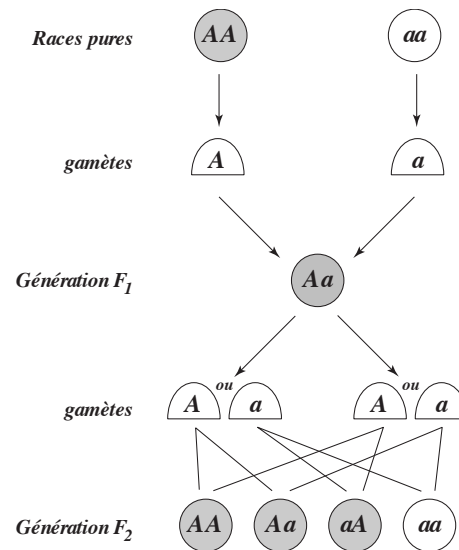 Races pures AA aa
gamètes A a
Génération F1 Aa
ou ou
gamètes A a A a
Génération F2 AA Aa aA aa